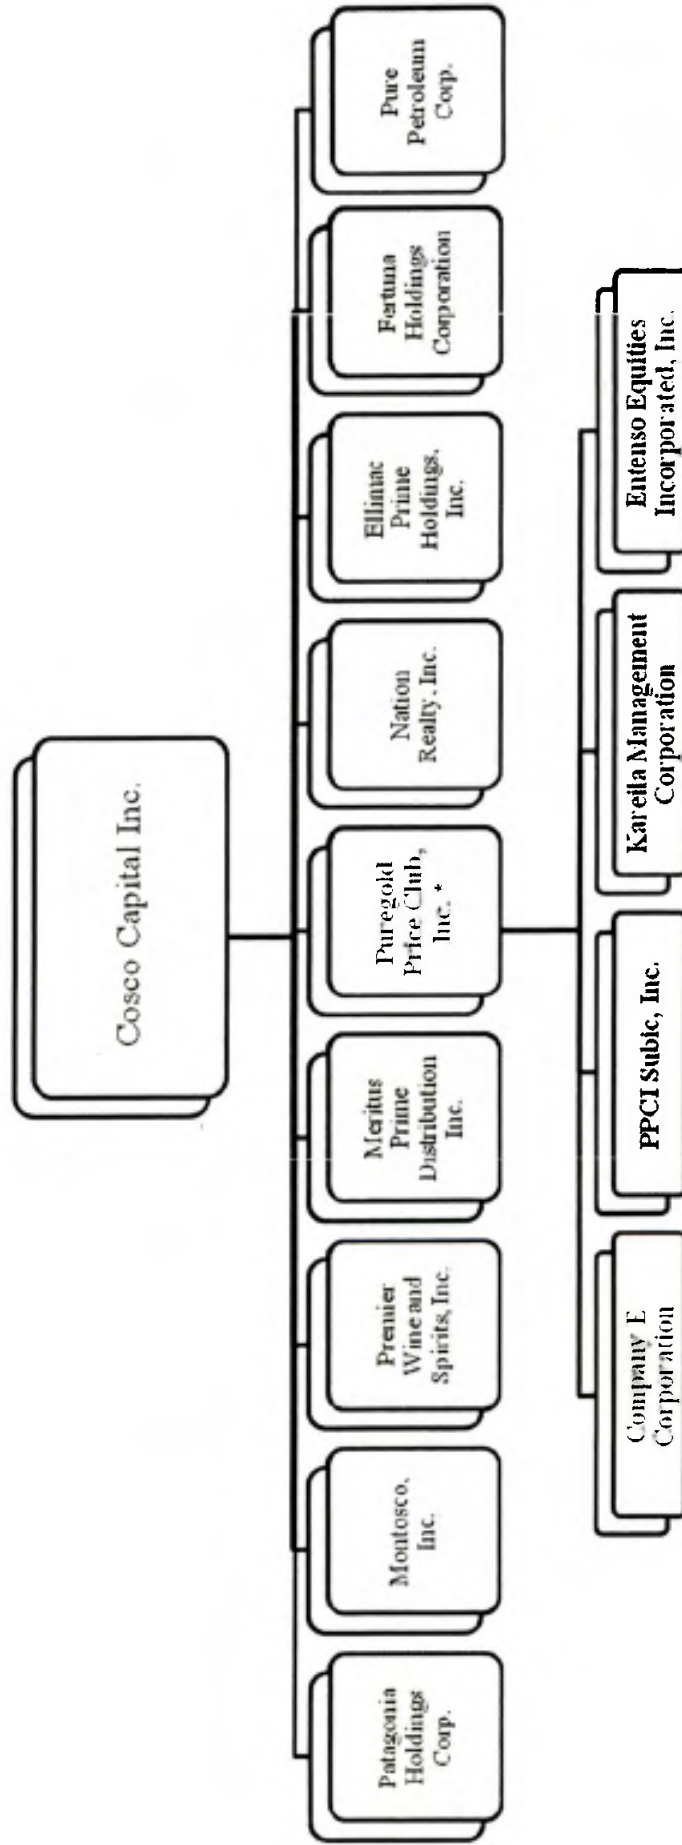 Cosco Capital Inc.
Patagonia
Holdings
Corp.
Montosco,
Inc.
Premier
Wine and
Spirits, Inc.
Meritus
Prime
Distribution
Inc.
Puregold
Price Club,
Inc. *
Nation
Realty, Inc.
Ellimac
Prime
Holdings,
Inc.
Fertuna
Holdings
Corporation
Pure
Petroleum
Corp.
Company E
Corporation
PPCI Subic, Inc.
Kareila Management
Corporation
Entenso Equities
Incorporated, Inc.